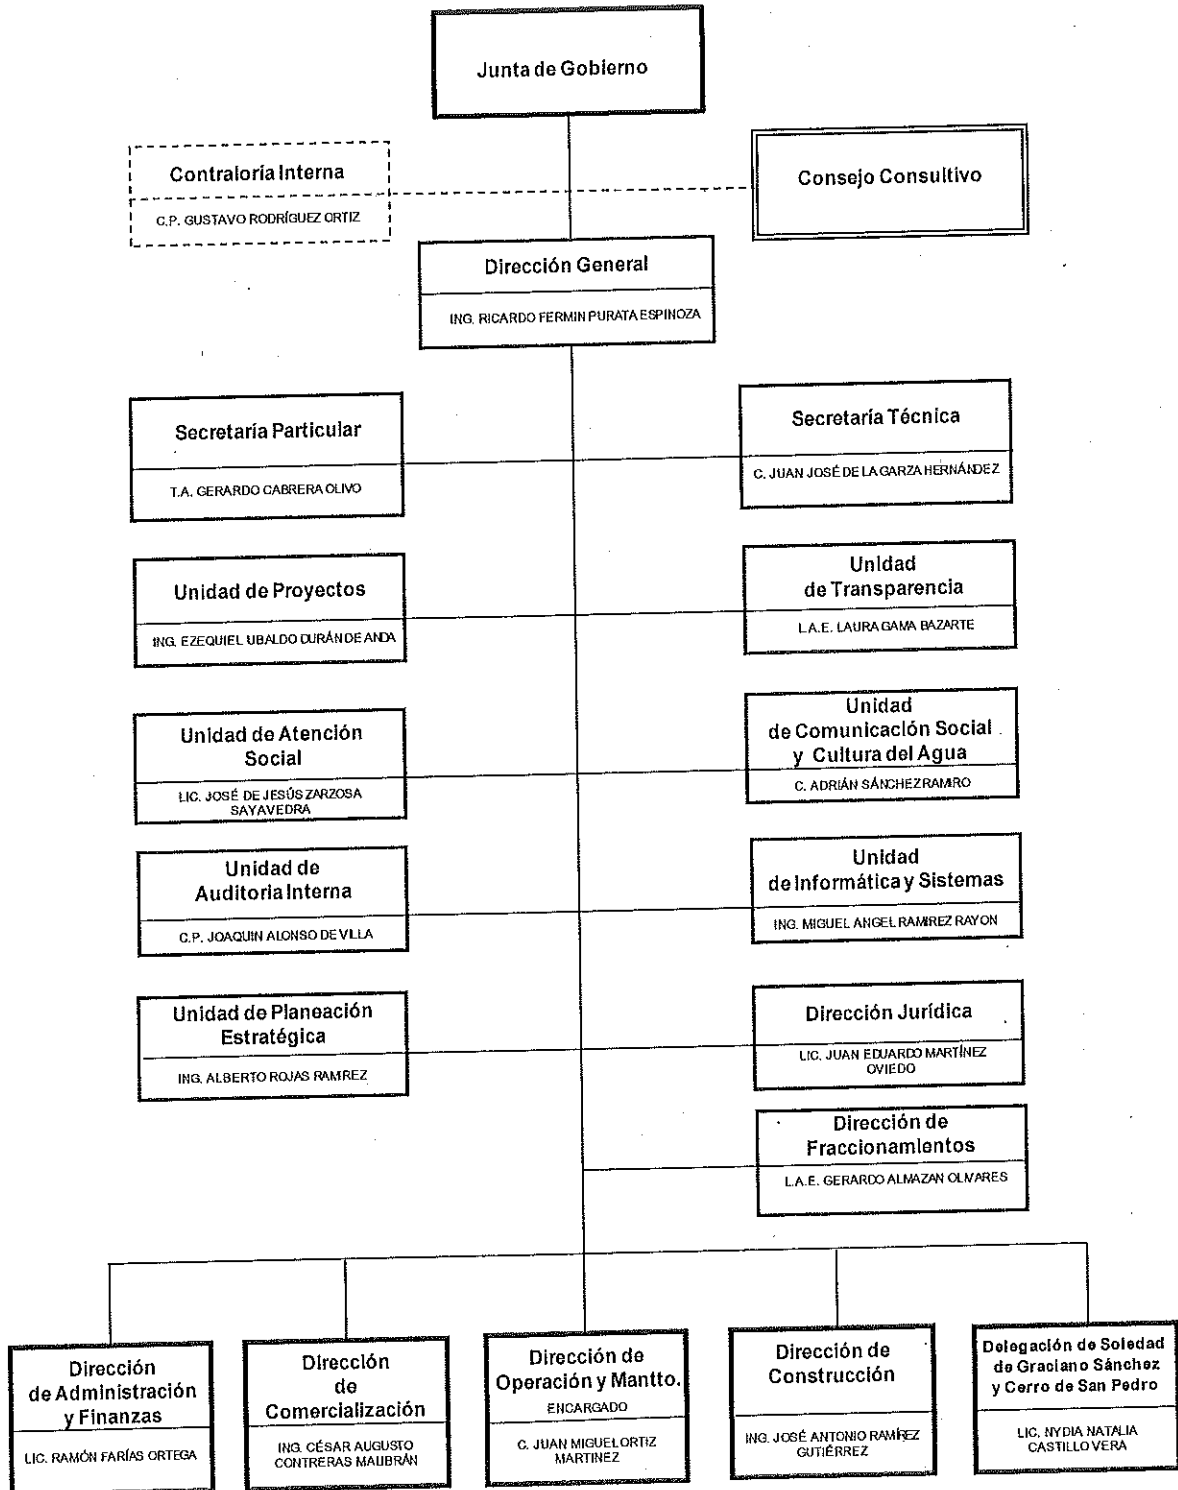 Junta de Gobierno
Contraloría Interna
C.P. GUSTAVO RODRÍGUEZ ORTIZ
Consejo Consultivo
Dirección General
ING. RICARDO FERMIN PURATA ESPINOZA
Secretaría Particular
T.A. GERARDO CABRERA OLIVO
Secretaría Técnica
C. JUAN JOSÉ DE LA GARZA HERNÁNDEZ
Unidad de Proyectos
ING. EZEQUIEL UBALDO DURÁN DE ANDA
Unidad
de Transparencia
L.A.E. LAURA GAMA BAZARTE
Unidad de Atención
Social
LIC. JOSÉ DE JESÚS ZARZOSA
SAYAVEDRA
Unidad
de Comunicación Social
y Cultura del Agua
C. ADRIÁN SÁNCHEZ RAMIRO
Unidad de
Auditoria Interna
C.P. JOAQUIN ALONSO DE VILLA
Unidad
de Informática y Sistemas
ING. MIGUEL ANGEL RAMIREZ RAYON
Unidad de Planeación
Estratégica
ING. ALBERTO ROJAS RAMIREZ
Dirección Jurídica
LIC. JUAN EDUARDO MARTÍNEZ
OVIEDO
Dirección de
Fraccionamientos
L.A.E. GERARDO ALMAZAN OLIVARES
Dirección
de Administración
y Finanzas
LIC. RAMÓN FARÍAS ORTEGA
Dirección
de
Comercialización
ING. CÉSAR AUGUSTO
CONTRERAS MALIBRÁN
Dirección de
Operación y Mantto.
ENCARGADO
C. JUAN MIGUEL ORTIZ
MARTINEZ
Dirección de
Construcción
ING. JOSÉ ANTONIO RAMÍREZ
GUTIÉRREZ
Delegación de Soledad
de Graciano Sánchez
y Cerro de San Pedro
LIC. NYDIA NATALIA
CASTILLO VERA